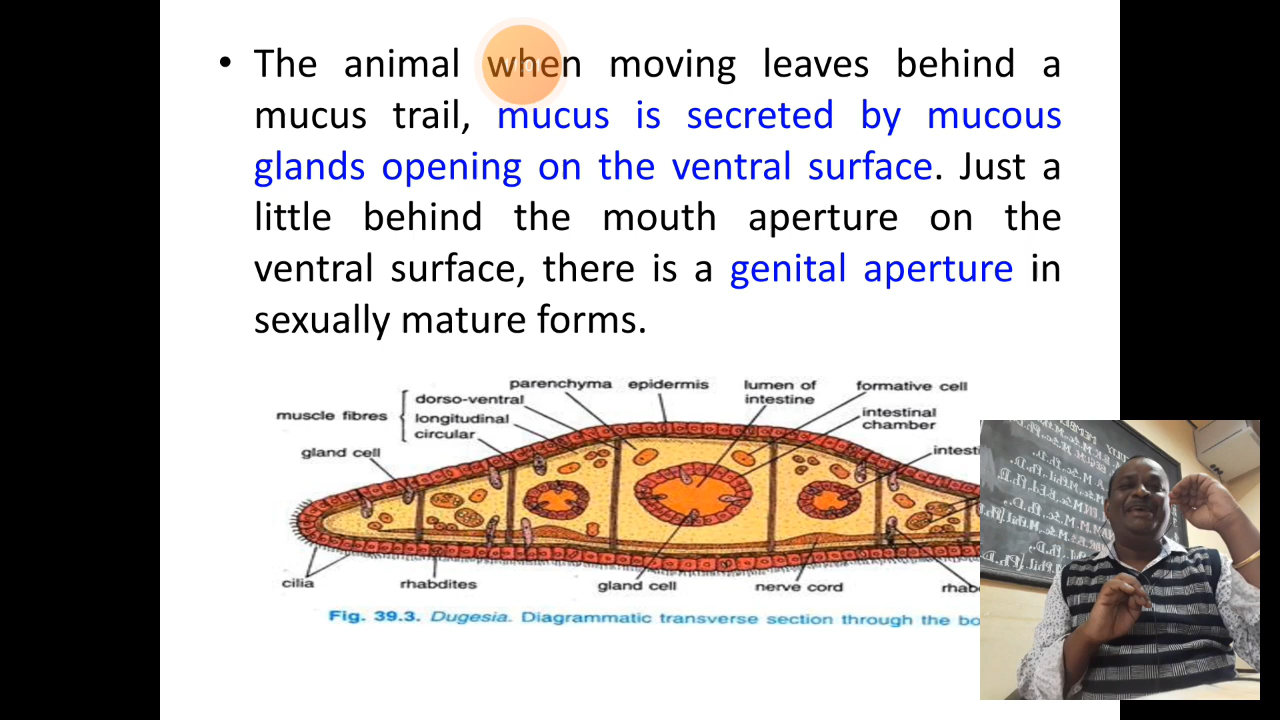 • The animal when moving leaves behind a
mucus trail, mucus is secreted by mucous
glands opening on the ventral surface. Just a
little behind the mouth aperture on the
ventral surface, there is a genital aperture in
sexually mature forms.
parenchyma epidermis lumen of intestine formative cell
muscle fibres
dorso-ventral
longitudinal
circular
intestinal chamber
gland cell
intesti
cilia
rhabdites
gland cell
nerve cord
rhab
Fig. 39.3. Dugesia. Diagrammatic transverse section through the bo